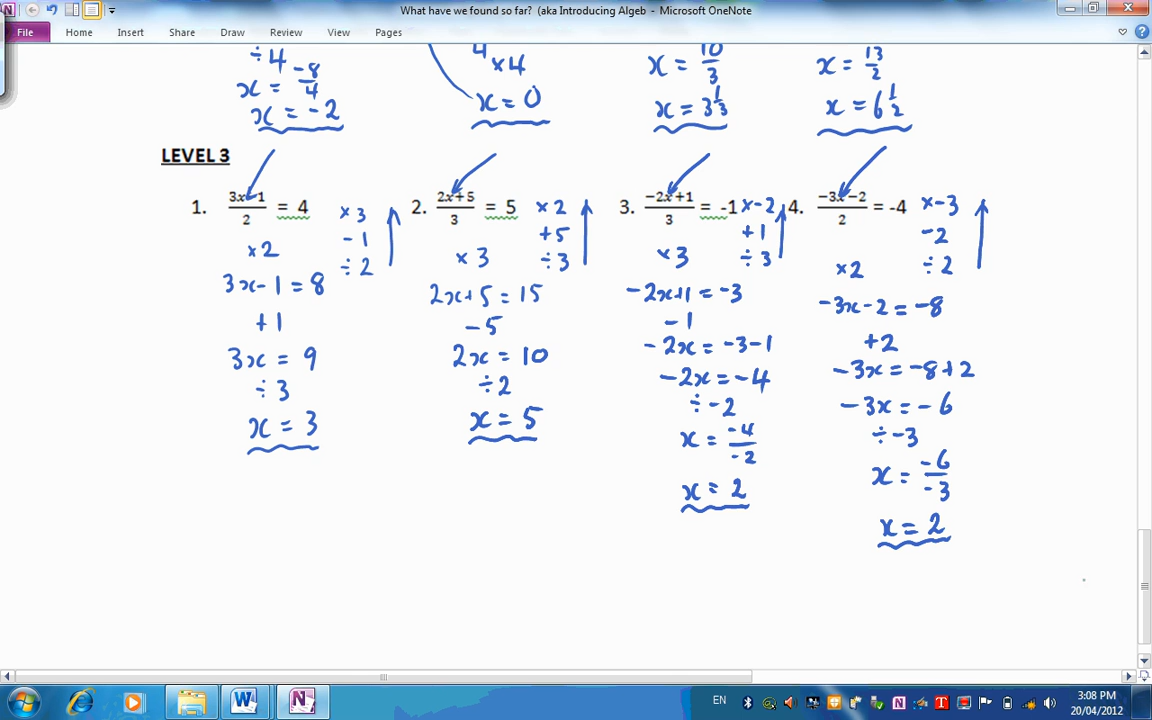 What have we found so far? (aka Introducing Algeb - Microsoft OneNote
File Home Insert Share Draw Review View Pages
÷4
x = -8/4
x = -2
4
×4
x = 0
x = 10/3
x = 3 1/3
x = 13/2
x = 6 1/2
LEVEL 3
1. (3x-1)/2 = 4
×3
-1
÷2
×2
3x-1 = 8
+1
3x = 9
÷3
x = 3
2. (2x+5)/3 = 5
×2
+5
÷3
×3
2x+5 = 15
-5
2x = 10
÷2
x = 5
3. (-2x+1)/3 = -1
×-2
+1
÷3
×3
-2x+1 = -3
-1
-2x = -3-1
-2x = -4
÷-2
x = -4/-2
x = 2
4. (-3x-2)/2 = -4
×-3
-2
÷2
×2
-3x-2 = -8
+2
-3x = -8+2
-3x = -6
÷-3
x = -6/-3
x = 2
EN
3:08 PM
20/04/2012